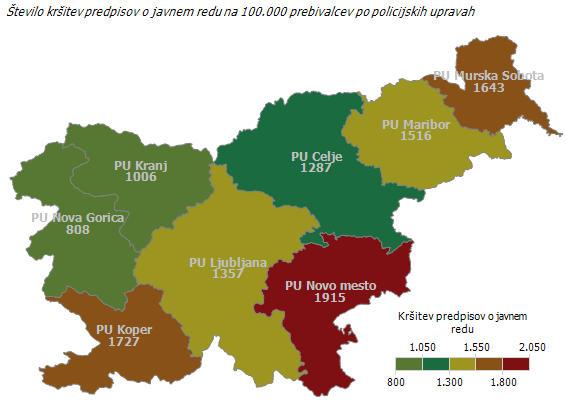 Število kršitev predpisov o javnem redu na 100.000 prebivalcev po policijskih upravah
PU Murska Sobota
1643
PU Maribor
1516
PU Celje
1287
PU Kranj
1006
PU Nova Gorica
808
PU Ljubljana
1357
PU Novo mesto
1915
PU Koper
1727
Kršitev predpisov o javnem
redu
1.050 1.550 2.050
800 1.300 1.800